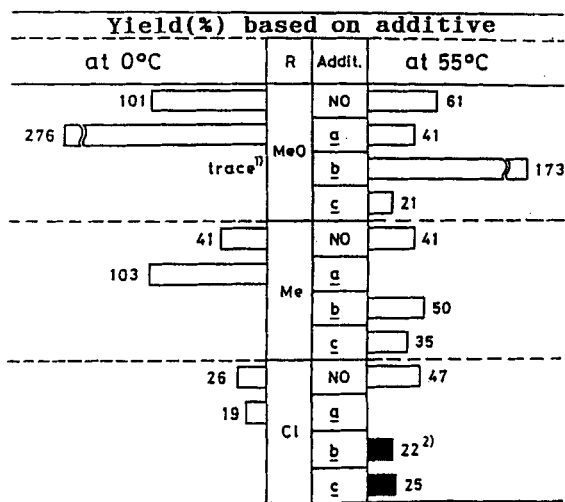 Yield(%) based on additive
at 0°C R Addit. at 55°C
101 NO 61
276 a 41
MeO
trace1) b 173
c 21
41 NO 41
103 a
Me
b 50
c 35
26 NO 47
19 a
Cl
b 22 2)
c 25